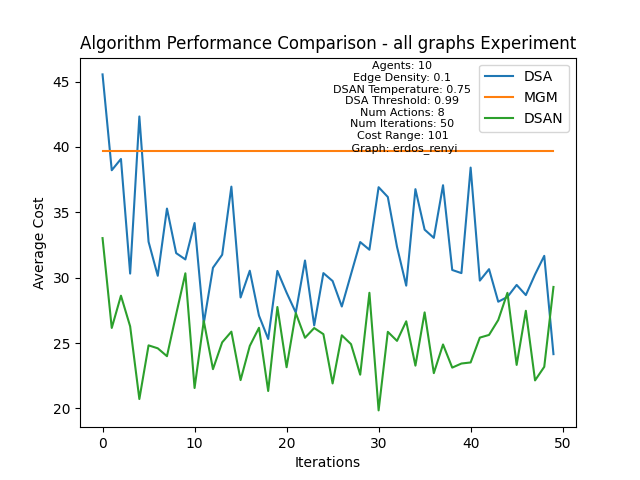 Algorithm Performance Comparison - all graphs Experiment
Agents: 10
Edge Density: 0.1
DSAN Temperature: 0.75
DSA Threshold: 0.99
Num Actions: 8
Num Iterations: 50
Cost Range: 101
Graph: erdos_renyi
DSA
MGM
DSAN
45
40
35
30
25
20
Average Cost
0
10
20
30
40
50
Iterations